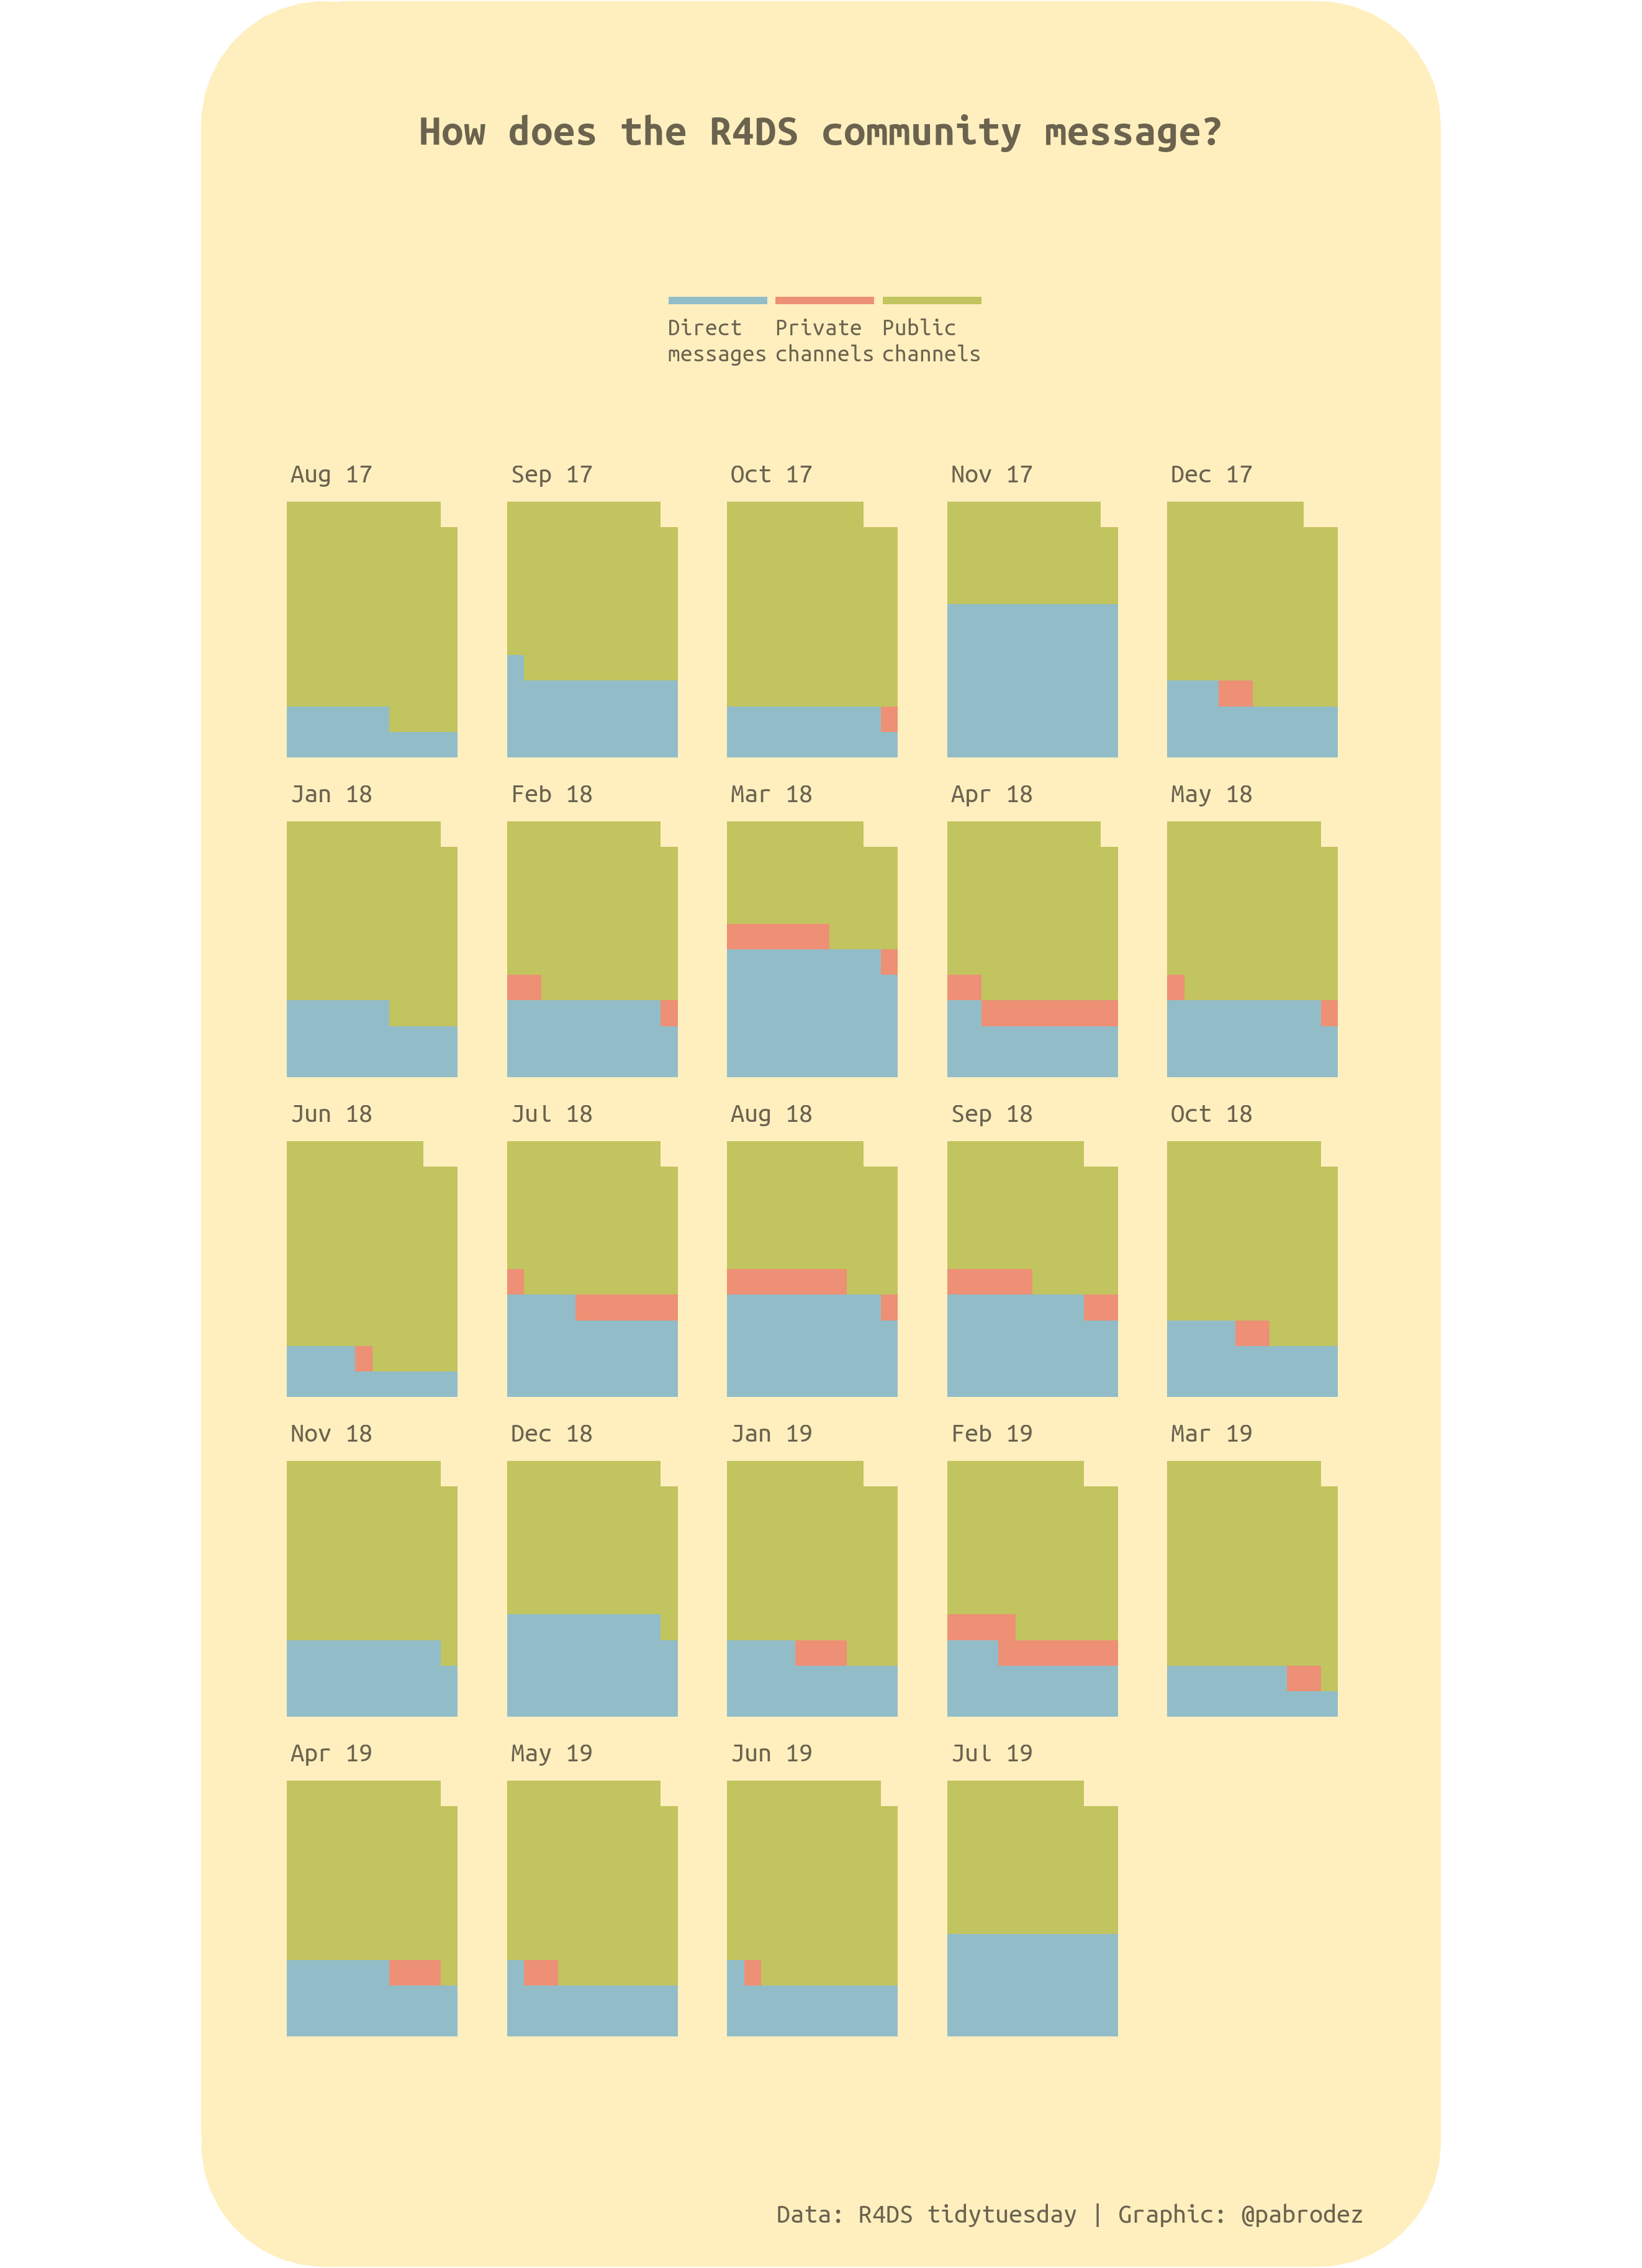 How does the R4DS community message?
Direct messages
Private channels
Public channels
Aug 17
Sep 17
Oct 17
Nov 17
Dec 17
Jan 18
Feb 18
Mar 18
Apr 18
May 18
Jun 18
Jul 18
Aug 18
Sep 18
Oct 18
Nov 18
Dec 18
Jan 19
Feb 19
Mar 19
Apr 19
May 19
Jun 19
Jul 19
Data: R4DS tidytuesday | Graphic: @pabrodez